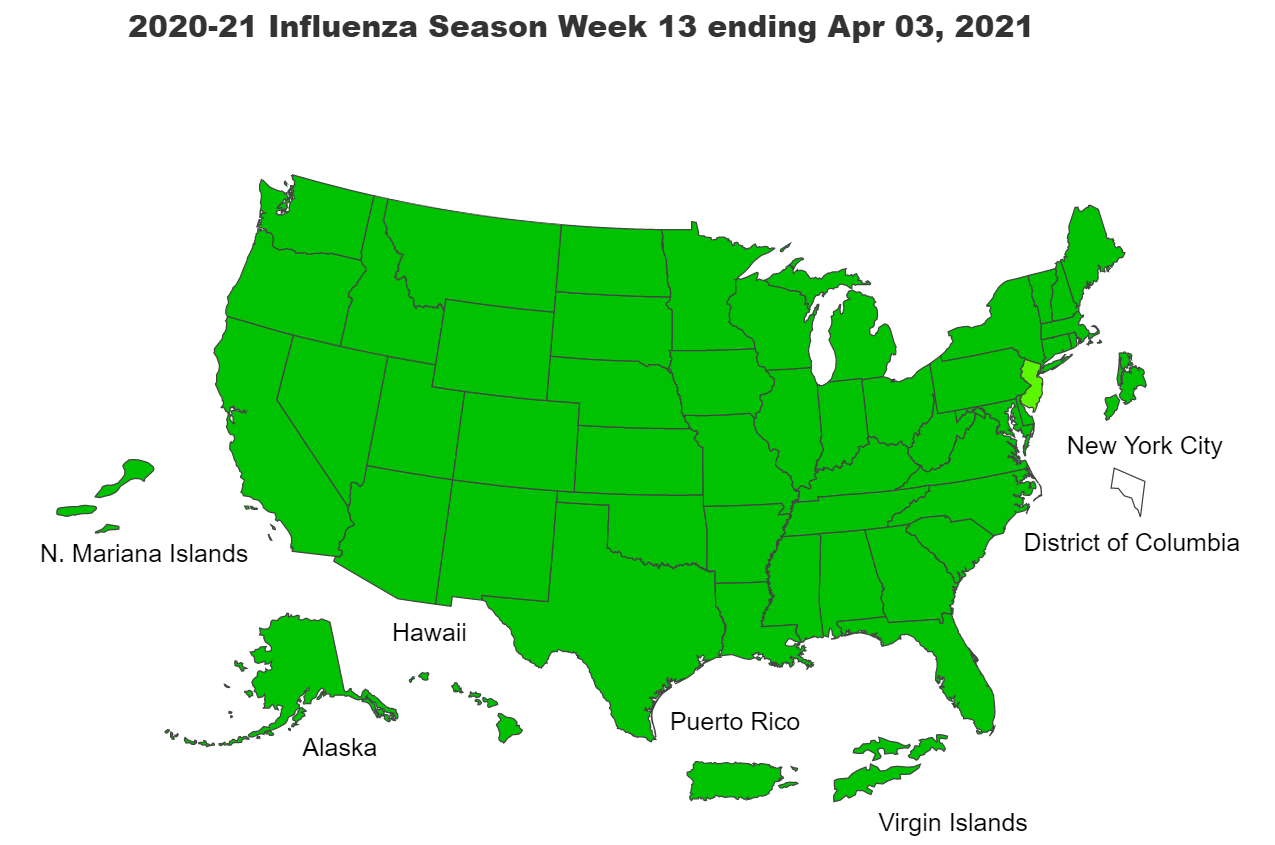 2020-21 Influenza Season Week 13 ending Apr 03, 2021
New York City
District of Columbia
N. Mariana Islands
Hawaii
Puerto Rico
Alaska
Virgin Islands